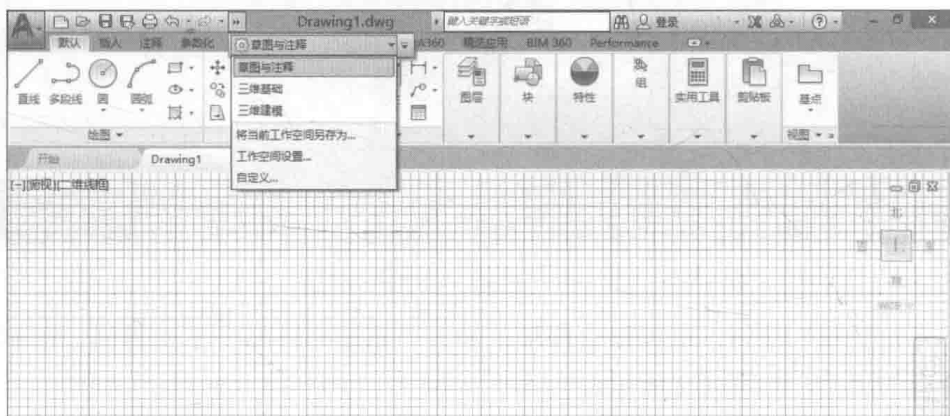 Drawing1.dwg
键入关键字或短语
登录
默认 插入 注释 参数化
草图与注释
A360 精选应用 BIM 360 Performance
草图与注释
三维基础
三维建模
将当前工作空间另存为...
工作空间设置...
自定义...
直线 多段线 圆 圆弧
图层 块 特性 组 实用工具 剪贴板 基点
绘图
视图
开始 Drawing1
[-][俯视][二维线框]
北
西 上 东
南
WCS